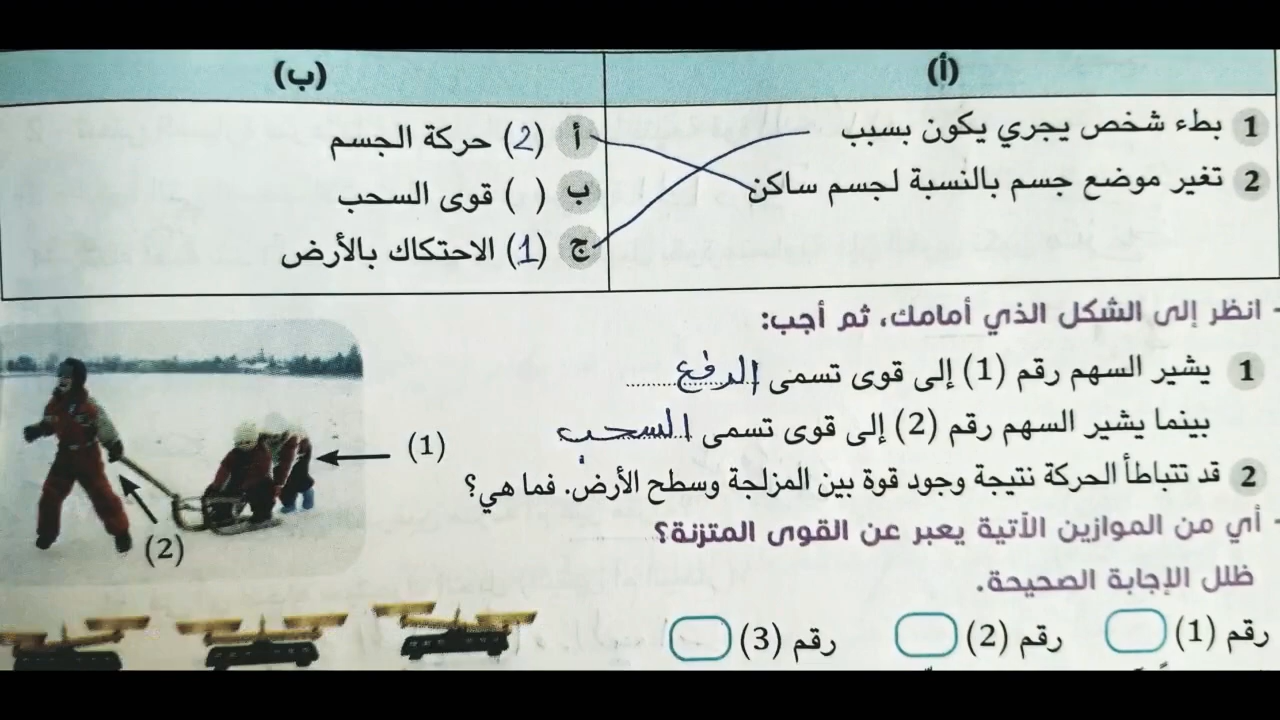 (أ) (ب)
1 بطء شخص يجري يكون بسبب
2 تغير موضع جسم بالنسبة لجسم ساكن
أ (2) حركة الجسم
ب ( ) قوى السحب
ج (1) الاحتكاك بالأرض
- انظر إلى الشكل الذي أمامك، ثم أجب:
1 يشير السهم رقم (1) إلى قوى تسمى الدفع
بينما يشير السهم رقم (2) إلى قوى تسمى السحب
2 قد تتباطأ الحركة نتيجة وجود قوة بين المزلجة وسطح الأرض. فما هي؟
(1)
(2)
- أي من الموازين الآتية يعبر عن القوى المتزنة؟
ظلل الإجابة الصحيحة.
رقم (1) رقم (2) رقم (3)